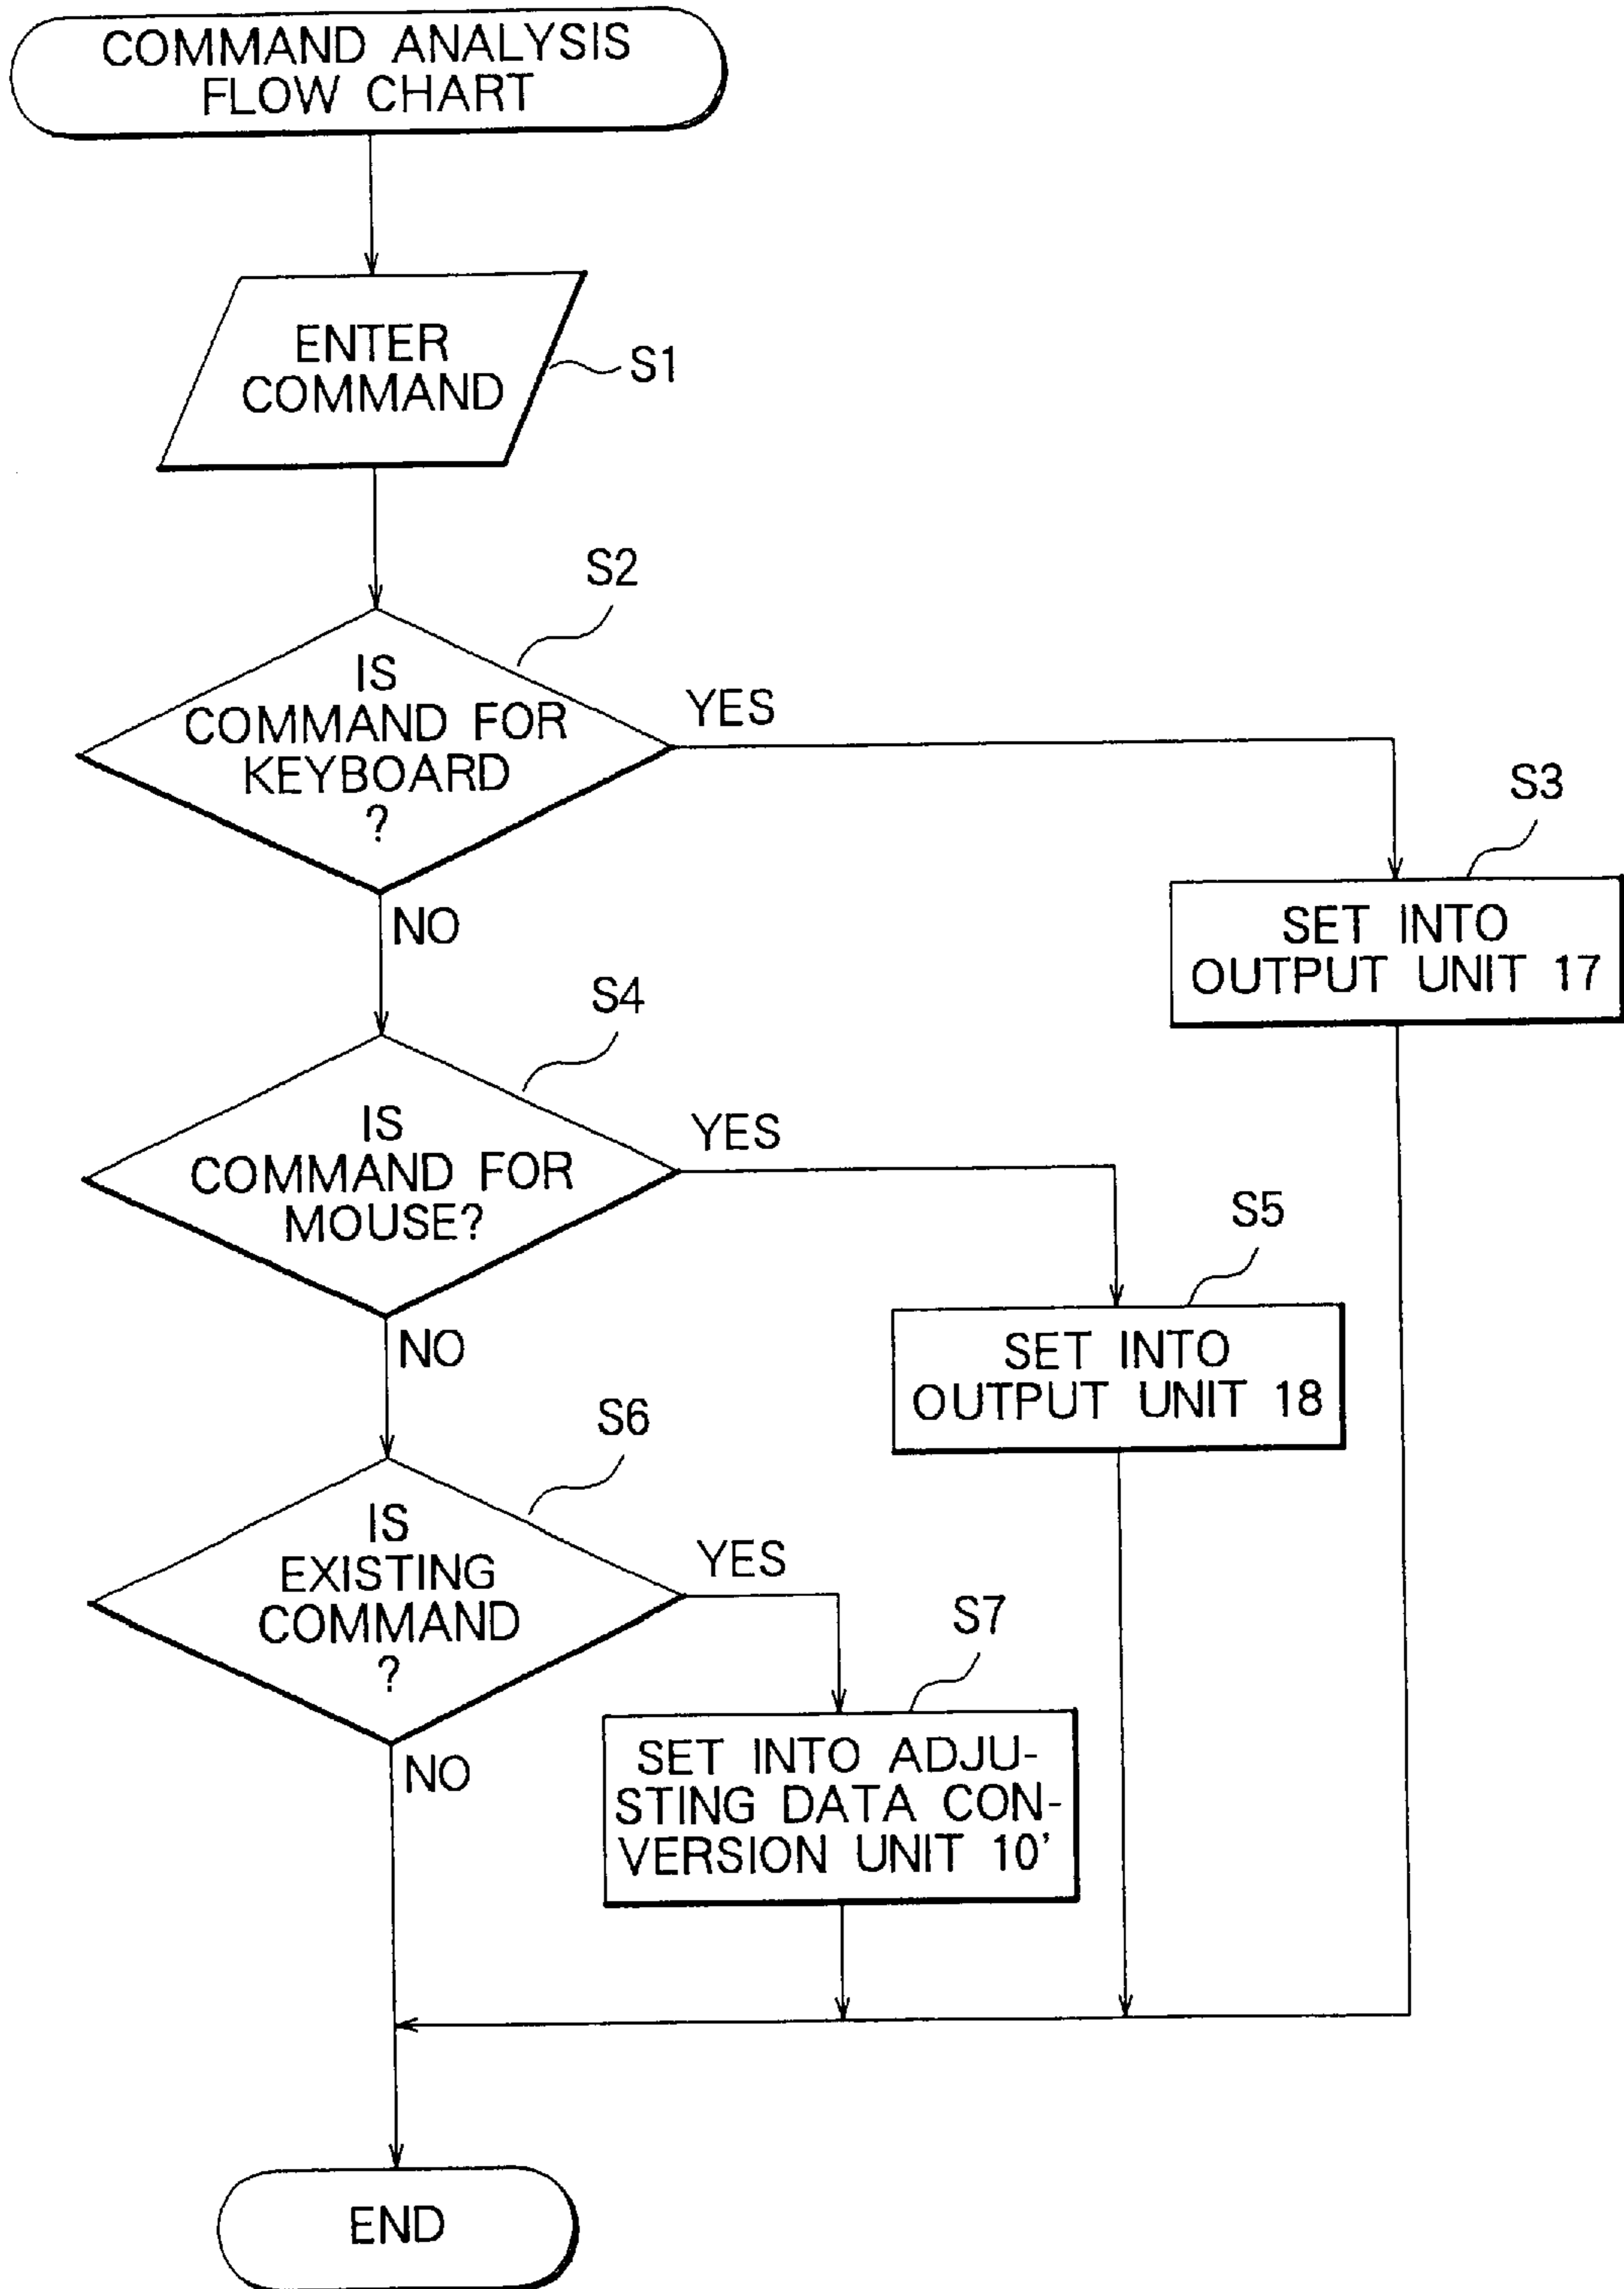 COMMAND ANALYSIS
FLOW CHART
ENTER
COMMAND
S1
S2
IS
COMMAND FOR
KEYBOARD
?
YES
NO
S3
SET INTO
OUTPUT UNIT 17
S4
IS
COMMAND FOR
MOUSE?
YES
NO
S5
SET INTO
OUTPUT UNIT 18
S6
IS
EXISTING
COMMAND
?
YES
NO
S7
SET INTO ADJU-
STING DATA CON-
VERSION UNIT 10'
END